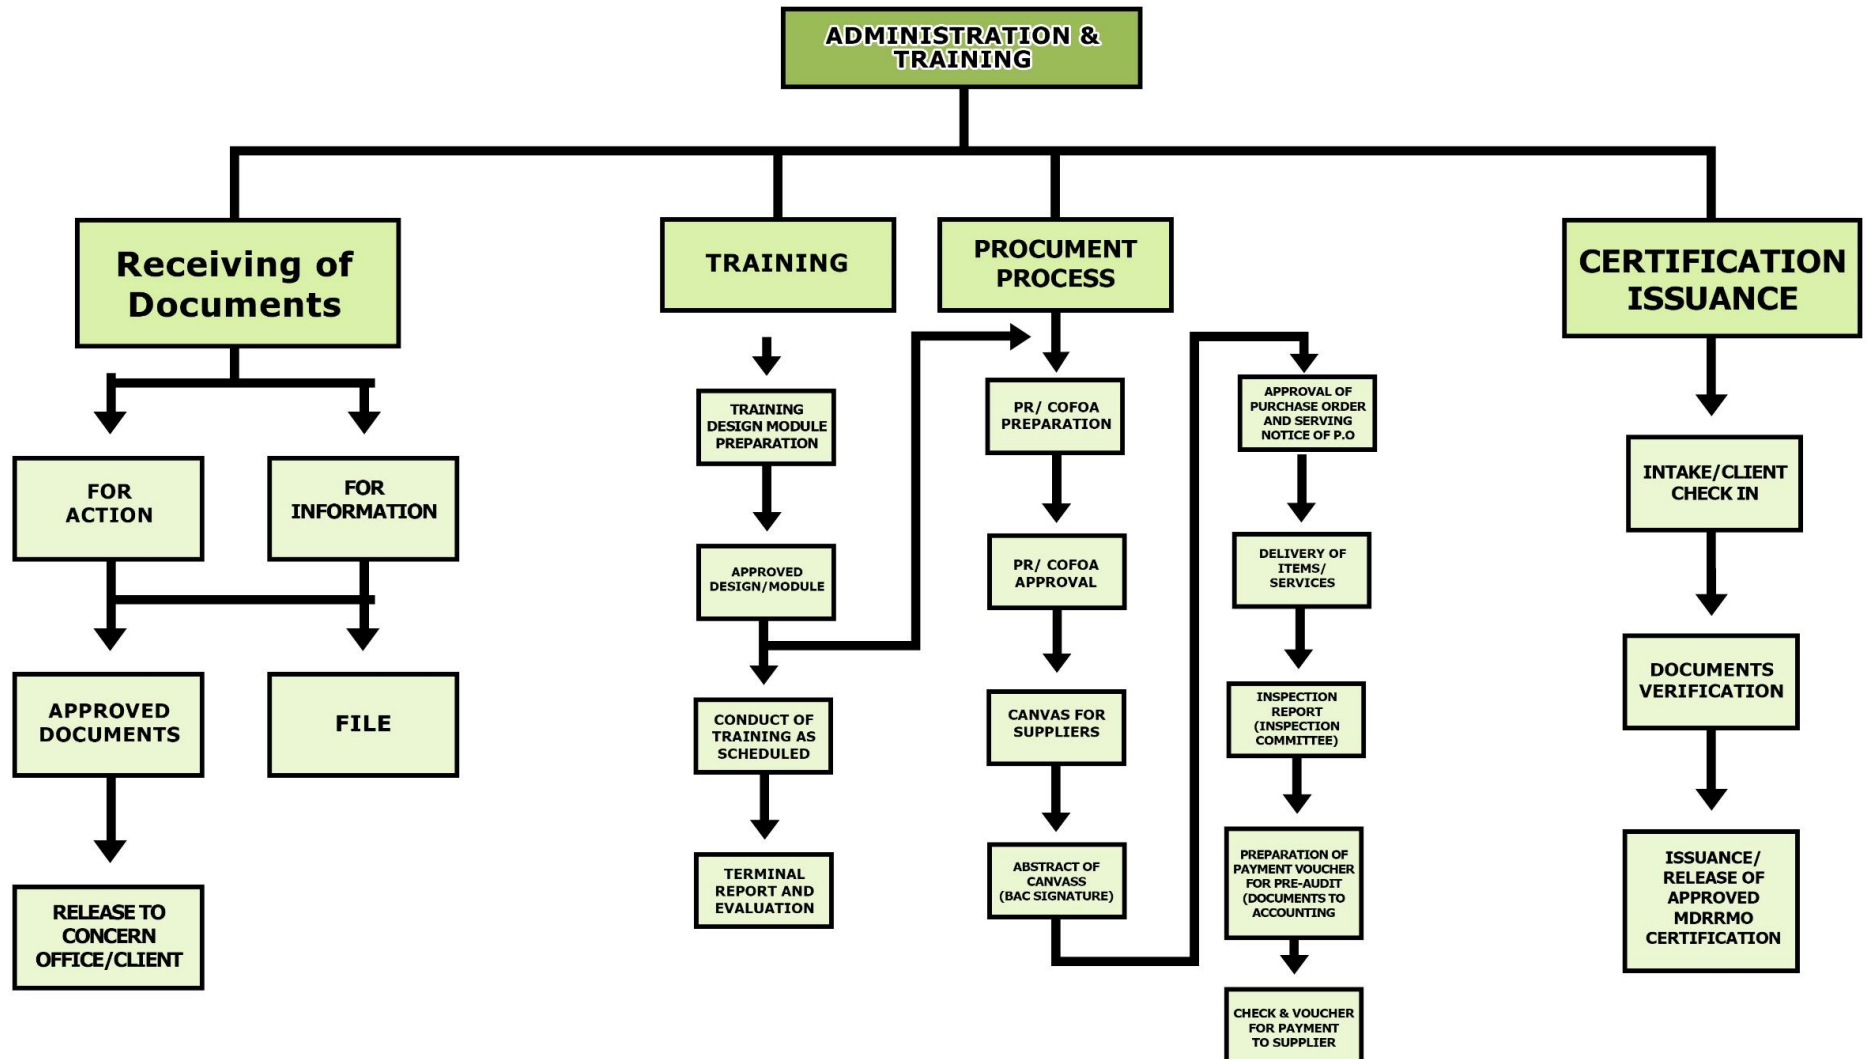 ADMINISTRATION &
TRAINING
Receiving of
Documents
FOR
ACTION
FOR
INFORMATION
APPROVED
DOCUMENTS
FILE
RELEASE TO
CONCERN
OFFICE/CLIENT
TRAINING
TRAINING
DESIGN MODULE
PREPARATION
APPROVED
DESIGN/MODULE
CONDUCT OF
TRAINING AS
SCHEDULED
TERMINAL
REPORT AND
EVALUATION
PROCUMENT
PROCESS
PR/ COFOA
PREPARATION
PR/ COFOA
APPROVAL
CANVAS FOR
SUPPLIERS
ABSTRACT OF
CANVASS
(BAC SIGNATURE)
APPROVAL OF
PURCHASE ORDER
AND SERVING
NOTICE OF P.O
DELIVERY OF
ITEMS/
SERVICES
INSPECTION
REPORT
(INSPECTION
COMMITTEE)
PREPARATION OF
PAYMENT VOUCHER
FOR PRE-AUDIT
(DOCUMENTS TO
ACCOUNTING
CHECK & VOUCHER
FOR PAYMENT
TO SUPPLIER
CERTIFICATION
ISSUANCE
INTAKE/CLIENT
CHECK IN
DOCUMENTS
VERIFICATION
ISSUANCE/
RELEASE OF
APPROVED
MDRRMO
CERTIFICATION